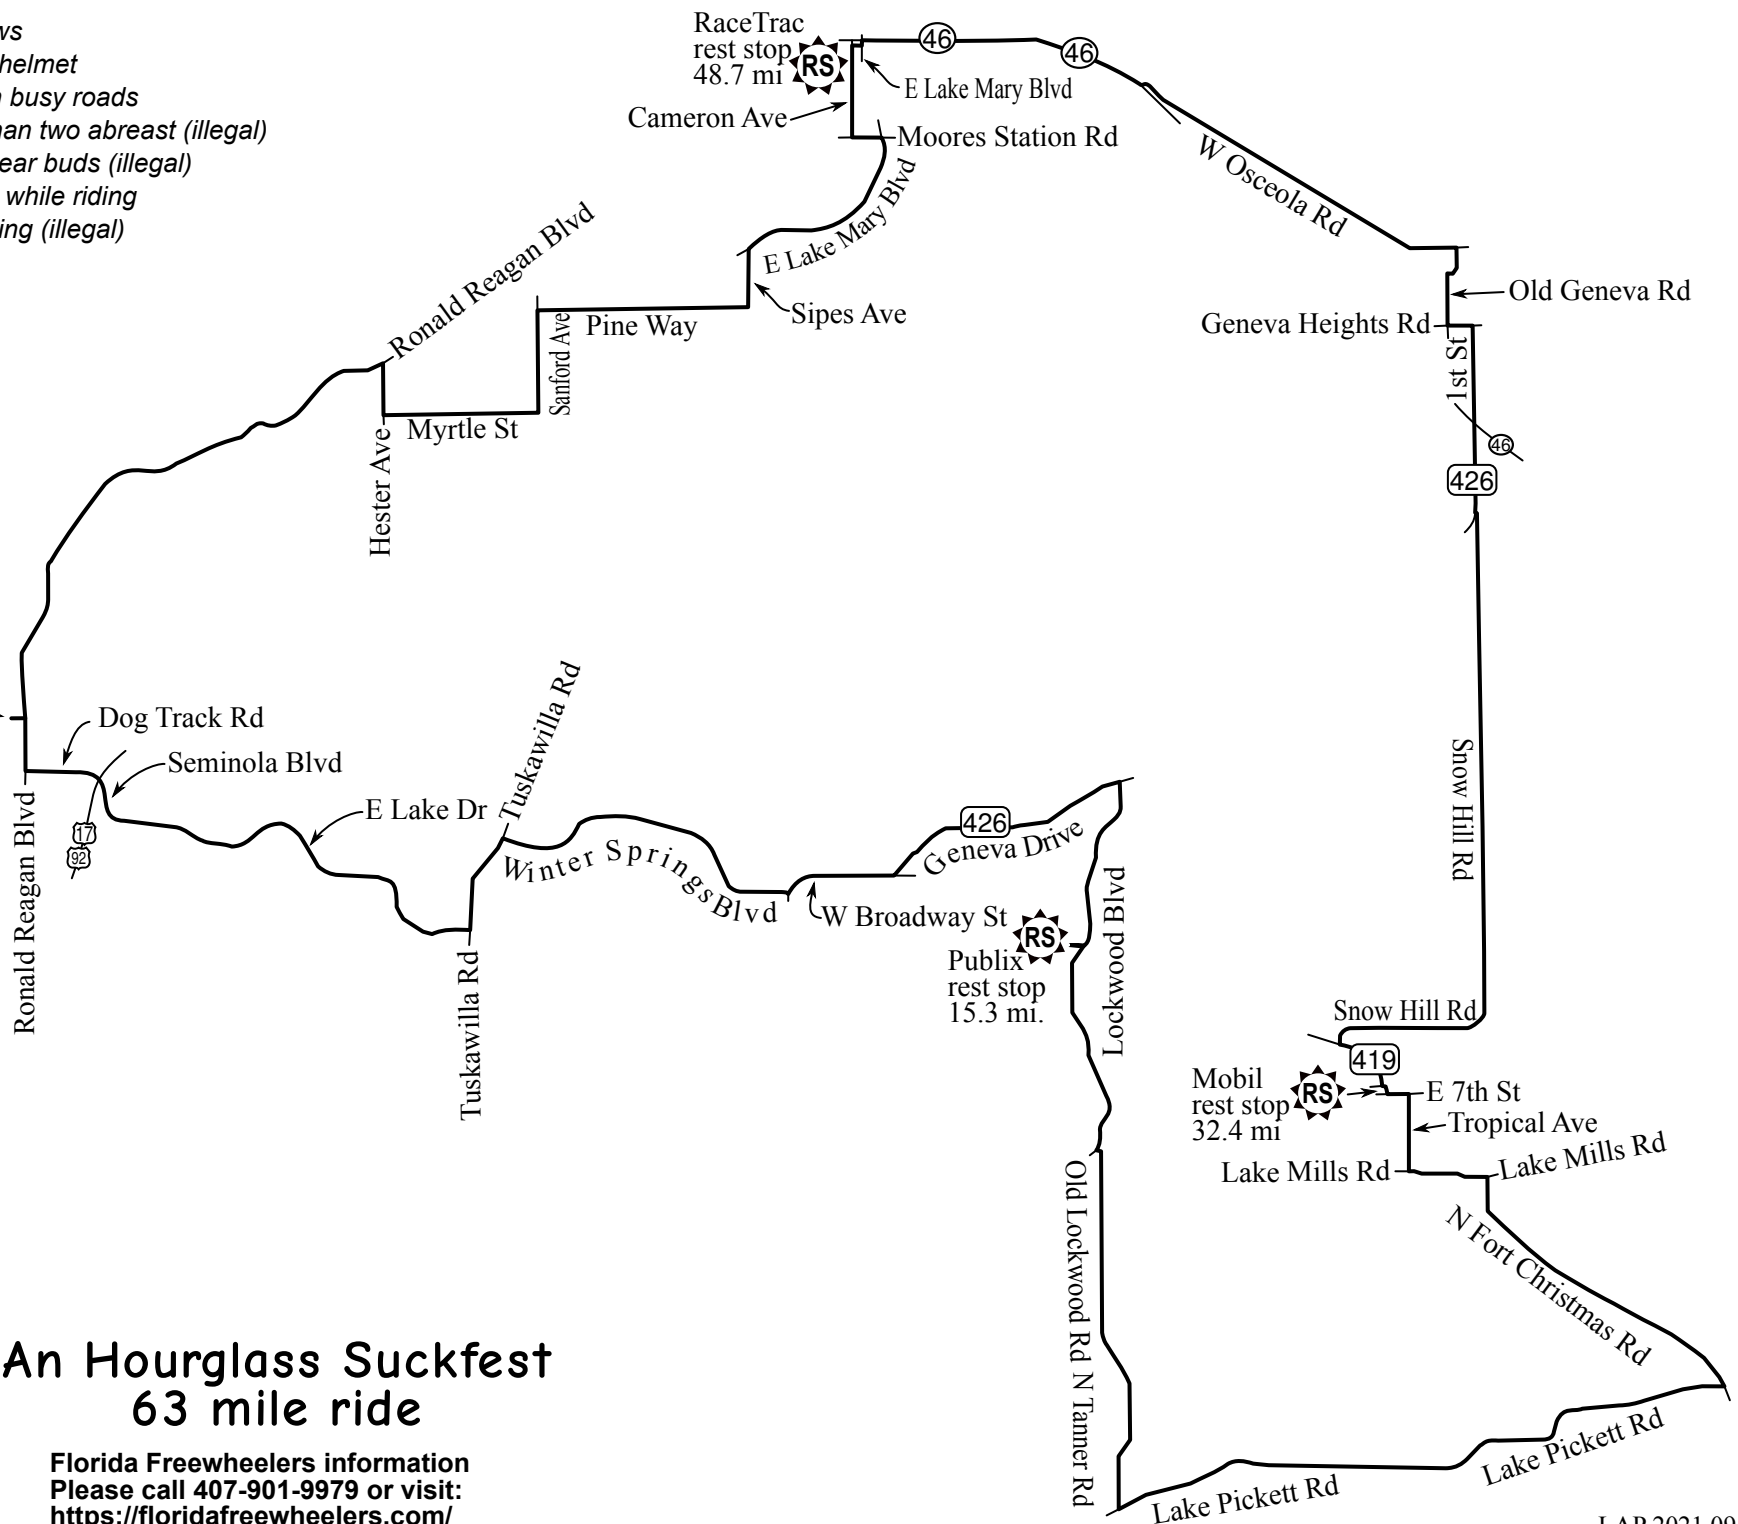 ws
helmet
n busy roads
han two abreast (illegal)
ear buds (illegal)
while riding
ing (illegal)
RaceTrac
rest stop
48.7 mi
RS
46
46
E Lake Mary Blvd
Cameron Ave
Moores Station Rd
W Osceola Rd
E Lake Mary Blvd
Ronald Reagan Blvd
Sipes Ave
Pine Way
Sanford Ave
Old Geneva Rd
Geneva Heights Rd
1st St
46
426
Myrtle St
Hester Ave
Dog Track Rd
Seminola Blvd
17
92
Ronald Reagan Blvd
E Lake Dr
Tuskawilla Rd
Tuskawilla Rd
Winter Springs Blvd
W Broadway St
426
Geneva Drive
Lockwood Blvd
RS
Publix
rest stop
15.3 mi.
Snow Hill Rd
Snow Hill Rd
419
Mobil
rest stop
32.4 mi
RS
E 7th St
Tropical Ave
Lake Mills Rd
Lake Mills Rd
N Fort Christmas Rd
Old Lockwood Rd
N Tanner Rd
Lake Pickett Rd
Lake Pickett Rd
An Hourglass Suckfest
63 mile ride
Florida Freewheelers information
Please call 407-901-9979 or visit:
https://floridafreewheelers.com/
LAP 2021.09